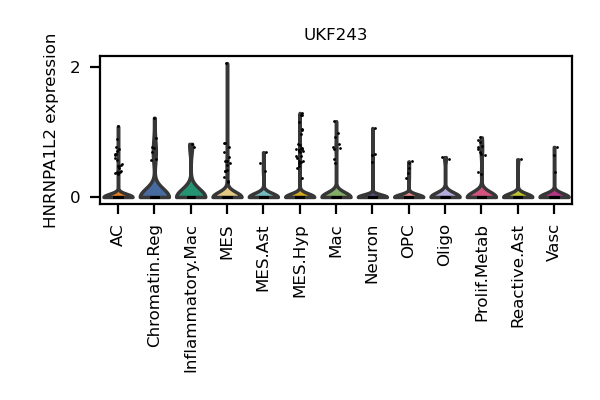 UKF243
HNRNPA1L2 expression
2
0
AC
Chromatin.Reg
Inflammatory.Mac
MES
MES.Ast
MES.Hyp
Mac
Neuron
OPC
Oligo
Prolif.Metab
Reactive.Ast
Vasc